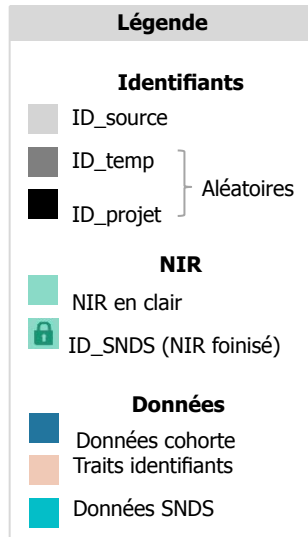 Légende
Identifiants
ID_source
ID_temp
Aléatoires
ID_projet
NIR
NIR en clair
ID_SNDS (NIR foinisé)
Données
Données cohorte
Traits identifiants
Données SNDS